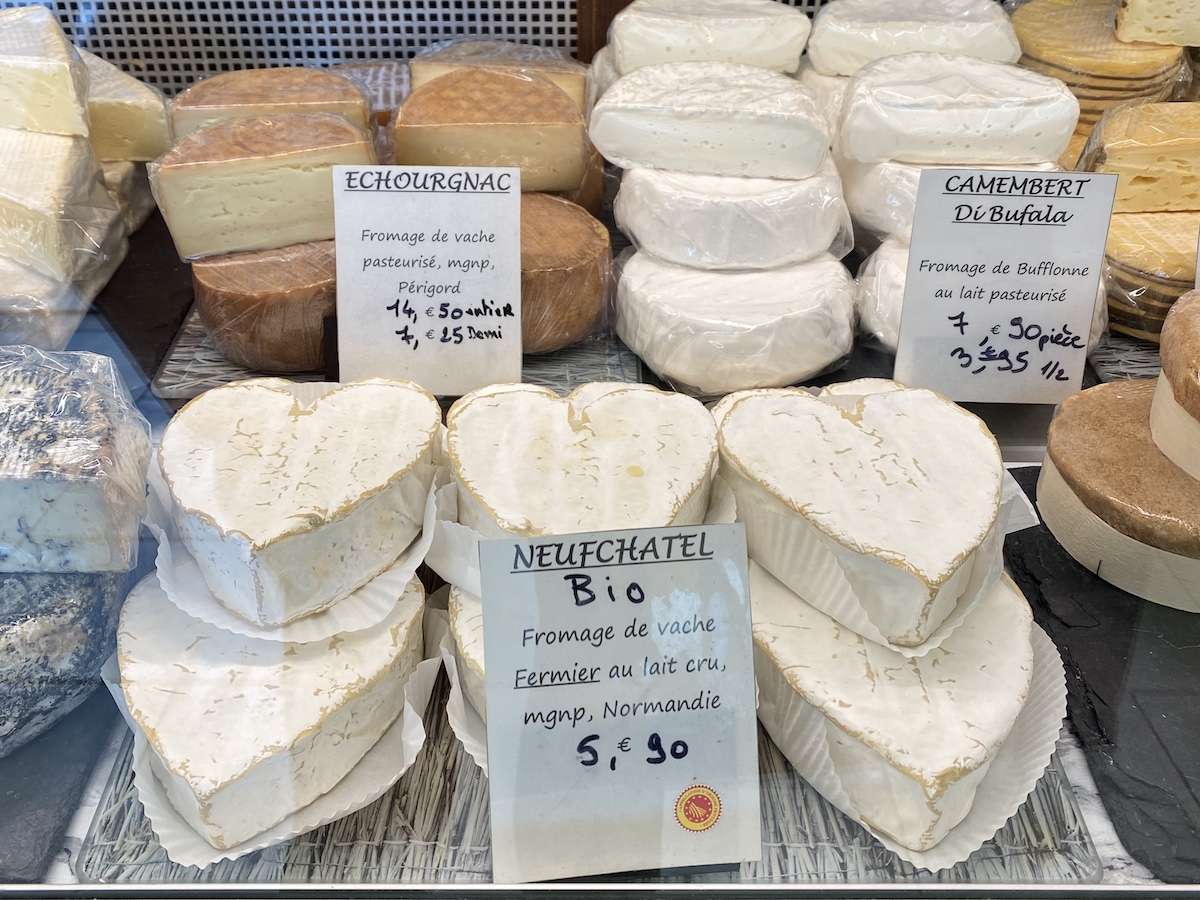 ECHOURGNAC
Fromage de vache
pasteurisé, mgnp,
Périgord
14, € 50 entier
7, € 25 Demi
CAMEMBERT
Di Bufala
Fromage de Bufflonne
au lait pasteurisé
7, € 90 pièce
3, € 95 1/2
NEUFCHATEL
Bio
Fromage de vache
Fermier au lait cru,
mgnp, Normandie
5, € 90